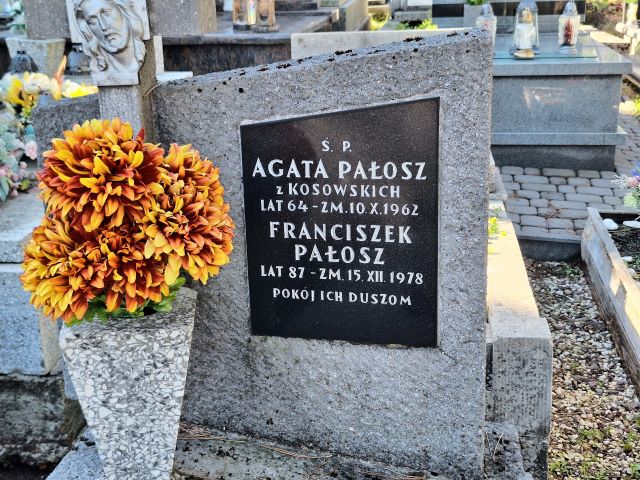 Ś. P.
AGATA PAŁOSZ
z KOSOWSKICH
LAT 64 - ZM. 10. X. 1962
FRANCISZEK
PAŁOSZ
LAT 87 - ZM. 15. XII. 1978
POKÓJ ICH DUSZOM